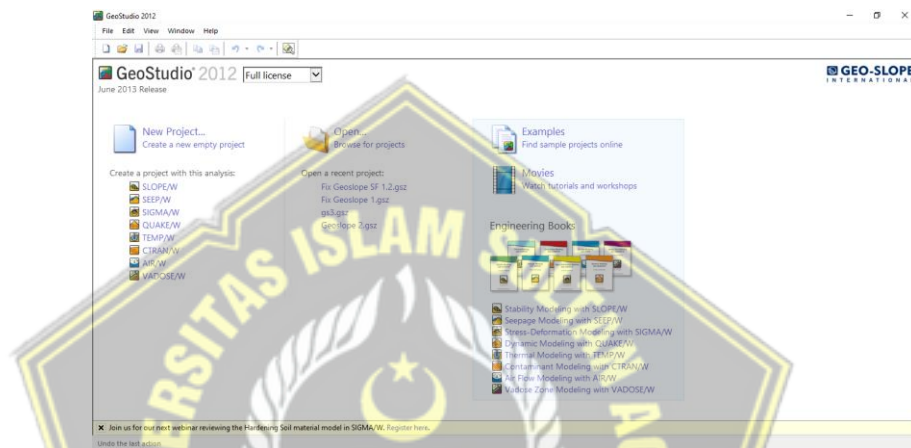 GeoStudio 2012
File Edit View Window Help
GeoStudio 2012 Full license
June 2013 Release
GEO-SLOPE
INTERNATIONAL
New Project...
Create a new empty project
Create a project with this analysis:
SLOPE/W
SEEP/W
SIGMA/W
QUAKE/W
TEMP/W
CTRAN/W
AIR/W
VADOSE/W
Open...
Browse for projects
Open a recent project:
Fix Geoslope SF 1.2.gsz
Fix Geoslope 1.gsz
gs3.gsz
Geoslope 2.gsz
Examples
Find sample projects online
Movies
Watch tutorials and workshops
Engineering Books
Stability Modeling with SLOPE/W
Seepage Modeling with SEEP/W
Stress-Deformation Modeling with SIGMA/W
Dynamic Modeling with QUAKE/W
Thermal Modeling with TEMP/W
Contaminant Modeling with CTRAN/W
Air Flow Modeling with AIR/W
Vadose Zone Modeling with VADOSE/W
Join us for our next webinar reviewing the Hardening Soil material model in SIGMA/W. Register here.
Undo the last action
ISLAM